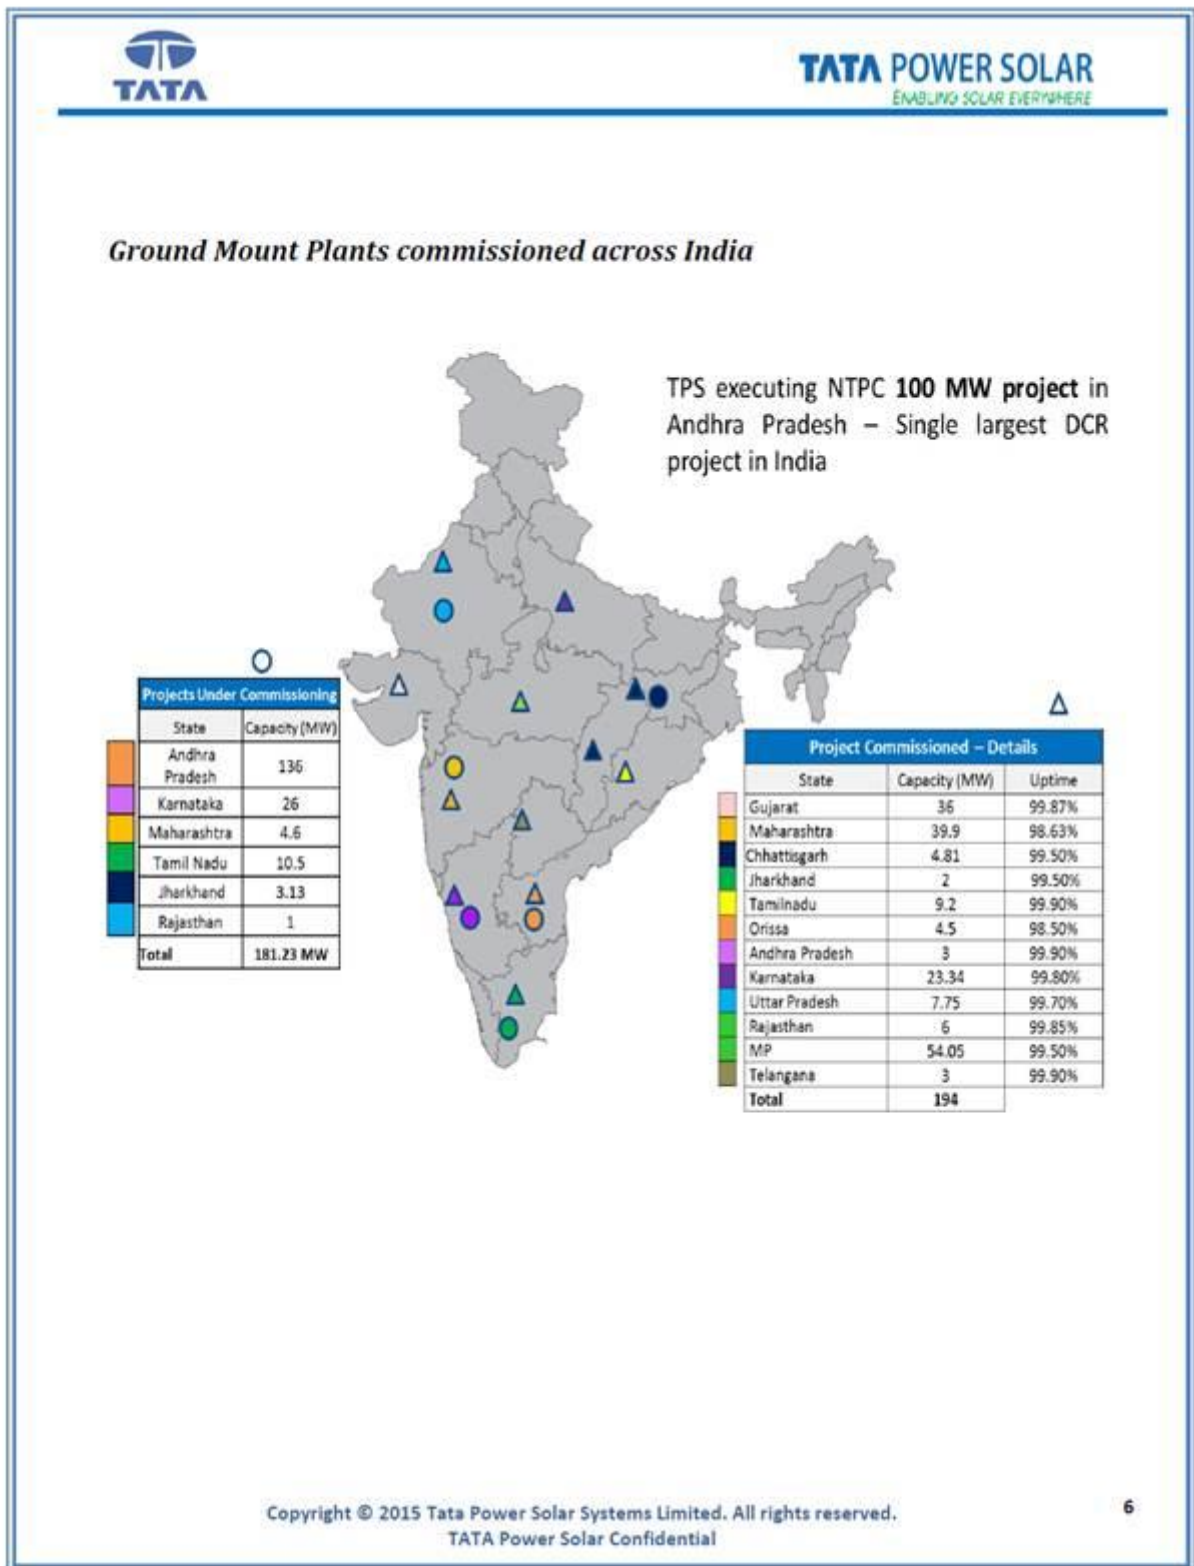 TATA
TATA POWER SOLAR
ENABLING SOLAR EVERYWHERE
Ground Mount Plants commissioned across India
TPS executing NTPC 100 MW project in
Andhra Pradesh – Single largest DCR
project in India
Projects Under Commissioning
State Capacity (MW)
Andhra
Pradesh 136
Karnataka 26
Maharashtra 4.6
Tamil Nadu 10.5
Jharkhand 3.13
Rajasthan 1
Total 181.23 MW
Project Commissioned – Details
State Capacity (MW) Uptime
Gujarat 36 99.87%
Maharashtra 39.9 98.63%
Chhattisgarh 4.81 99.50%
Jharkhand 2 99.50%
Tamilnadu 9.2 99.90%
Orissa 4.5 98.50%
Andhra Pradesh 3 99.90%
Karnataka 23.34 99.80%
Uttar Pradesh 7.75 99.70%
Rajasthan 6 99.85%
MP 54.05 99.50%
Telangana 3 99.90%
Total 194
Copyright © 2015 Tata Power Solar Systems Limited. All rights reserved.
TATA Power Solar Confidential
6